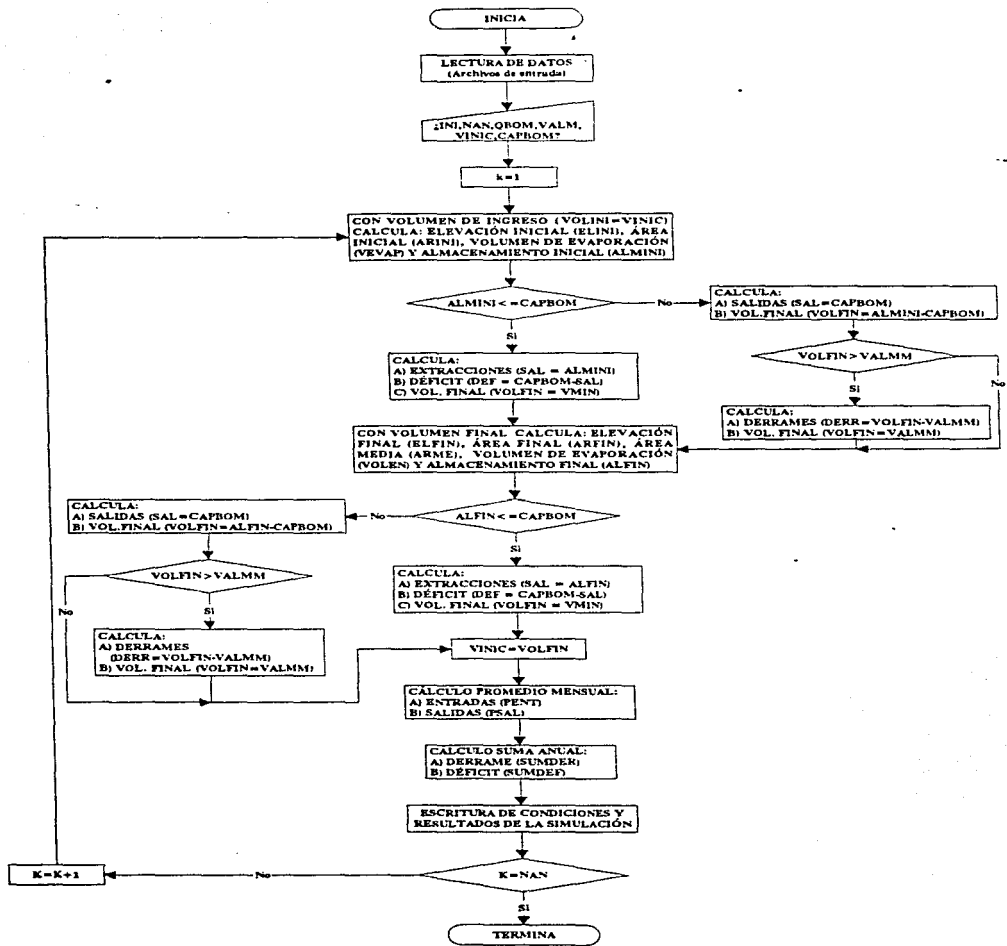 INICIA
LECTURA DE DATOS
(Archivos de entrada)
¿INI,NAN,QBOM,VALM,
VINIC,CAPBOM?
k=1
CON VOLUMEN DE INGRESO (VOLINI=VINIC)
CALCULA: ELEVACIÓN INICIAL (ELINI), ÁREA
INICIAL (ARINI), VOLUMEN DE EVAPORACIÓN
(VEVAP) Y ALMACENAMIENTO INICIAL (ALMINI)
ALMINI<=CAPBOM
No
CALCULA:
A) SALIDAS (SAL=CAPBOM)
B) VOL.FINAL (VOLFIN=ALMINI-CAPBOM)
Sí
VOLFIN>VALMM
No
Sí
CALCULA:
A) EXTRACCIONES (SAL = ALMINI)
B) DÉFICIT (DEF = CAPBOM-SAL)
C) VOL. FINAL (VOLFIN = VMIN)
CALCULA:
A) DERRAMES (DERR=VOLFIN-VALMM)
B) VOL. FINAL (VOLFIN=VALMM)
CON VOLUMEN FINAL CALCULA: ELEVACIÓN
FINAL (ELFIN), ÁREA FINAL (ARFIN), ÁREA
MEDIA (ARME), VOLUMEN DE EVAPORACIÓN
(VOLEN) Y ALMACENAMIENTO FINAL (ALFIN)
ALFIN<=CAPBOM
No
CALCULA:
A) SALIDAS (SAL=CAPBOM)
B) VOL.FINAL (VOLFIN=ALFIN-CAPBOM)
Sí
VOLFIN>VALMM
No
Sí
CALCULA:
A) EXTRACCIONES (SAL = ALFIN)
B) DÉFICIT (DEF = CAPBOM-SAL)
C) VOL. FINAL (VOLFIN = VMIN)
CALCULA:
A) DERRAMES
(DERR=VOLFIN-VALMM)
B) VOL. FINAL (VOLFIN=VALMM)
VINIC=VOLFIN
CÁLCULO PROMEDIO MENSUAL:
A) ENTRADAS (PENT)
B) SALIDAS (PSAL)
CALCULO SUMA ANUAL:
A) DERRAME (SUMDER)
B) DÉFICIT (SUMDEF)
ESCRITURA DE CONDICIONES Y
RESULTADOS DE LA SIMULACIÓN
K=NAN
No
K=K+1
Sí
TERMINA